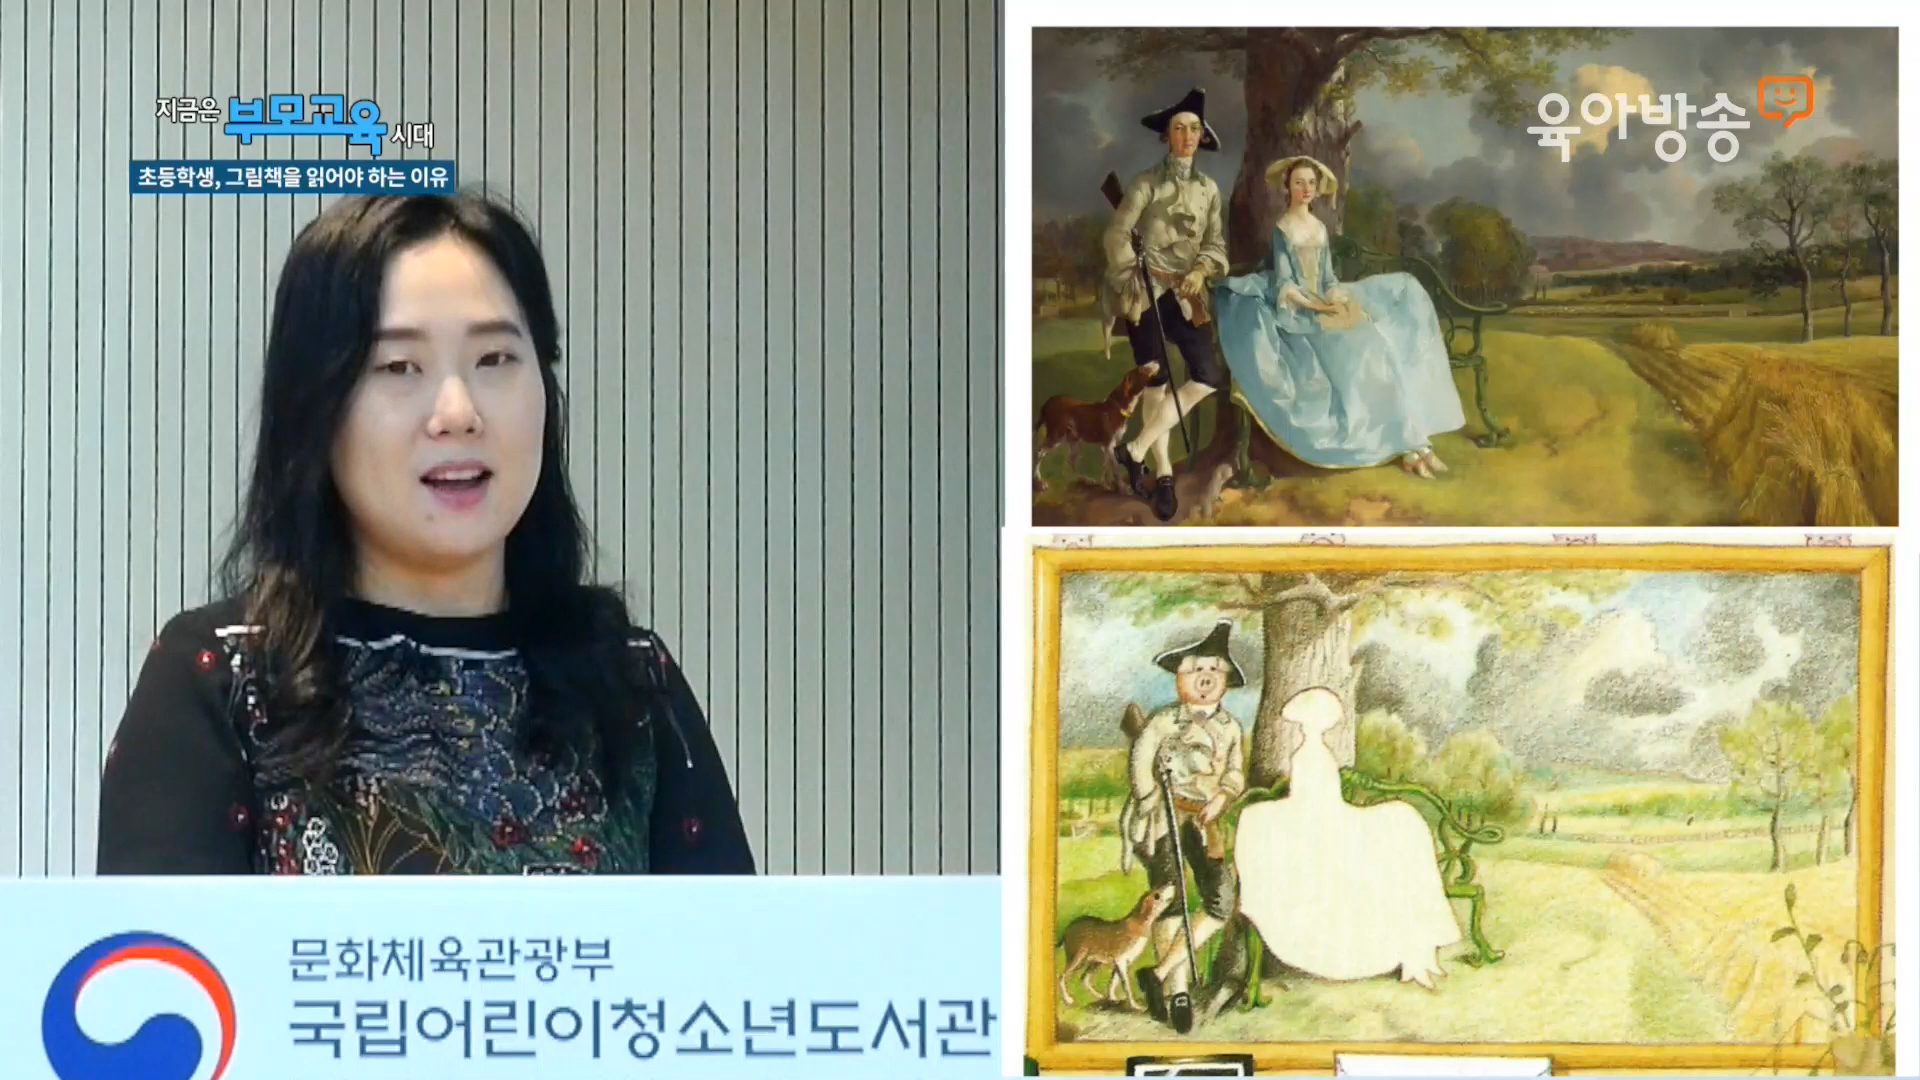 지금은 부모교육 시대
초등학생, 그림책을 읽어야 하는 이유
육아방송
문화체육관광부
국립어린이청소년도서관